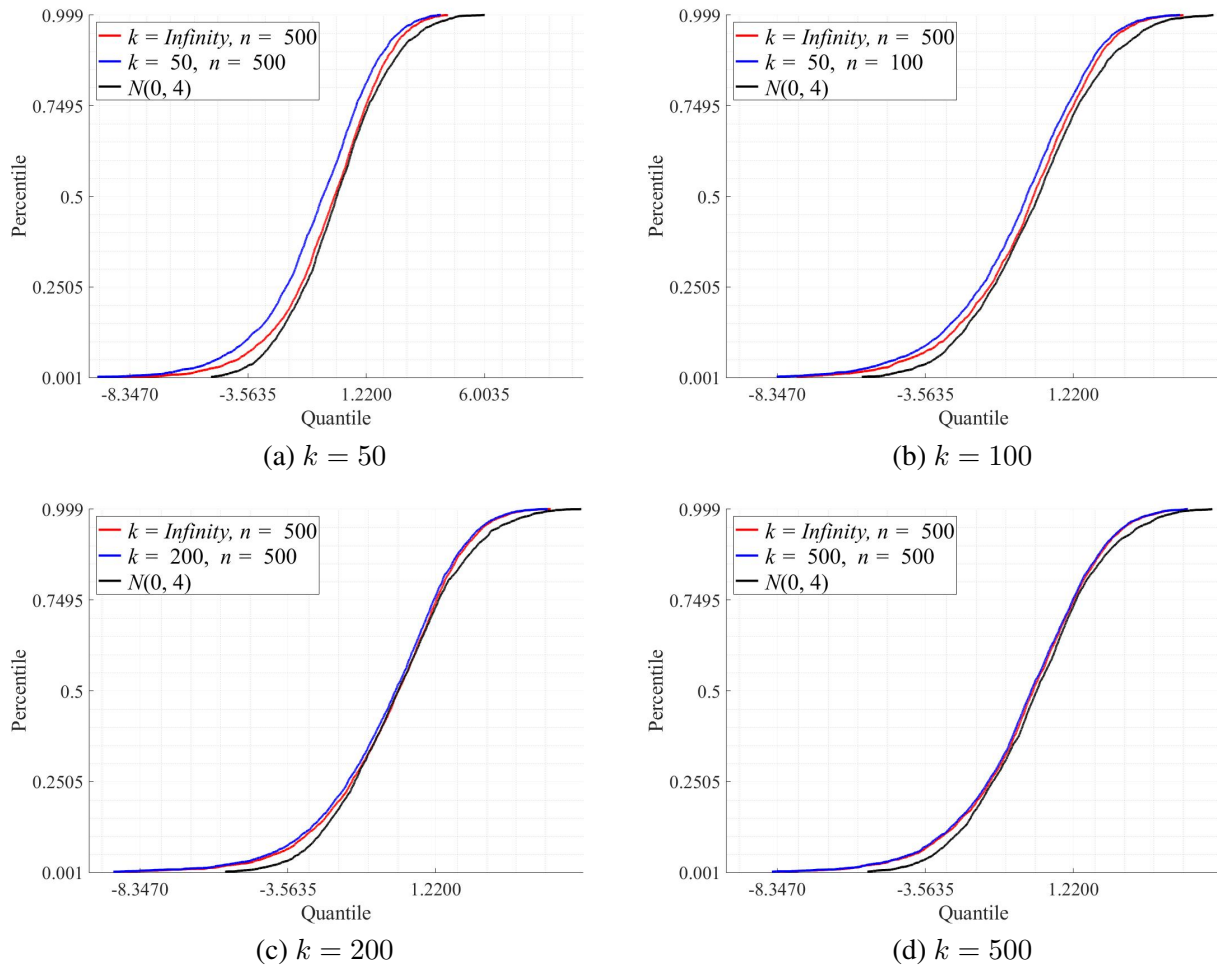 0.999
k = Infinity, n = 500
k = 50, n = 500
N(0, 4)
0.7495
0.5
0.2505
0.001
Percentile
-8.3470 -3.5635 1.2200 6.0035
Quantile
(a) k = 50
0.999
k = Infinity, n = 500
k = 50, n = 100
N(0, 4)
0.7495
0.5
0.2505
0.001
Percentile
-8.3470 -3.5635 1.2200
Quantile
(b) k = 100
0.999
k = Infinity, n = 500
k = 200, n = 500
N(0, 4)
0.7495
0.5
0.2505
0.001
Percentile
-8.3470 -3.5635 1.2200
Quantile
(c) k = 200
0.999
k = Infinity, n = 500
k = 500, n = 500
N(0, 4)
0.7495
0.5
0.2505
0.001
Percentile
-8.3470 -3.5635 1.2200
Quantile
(d) k = 500